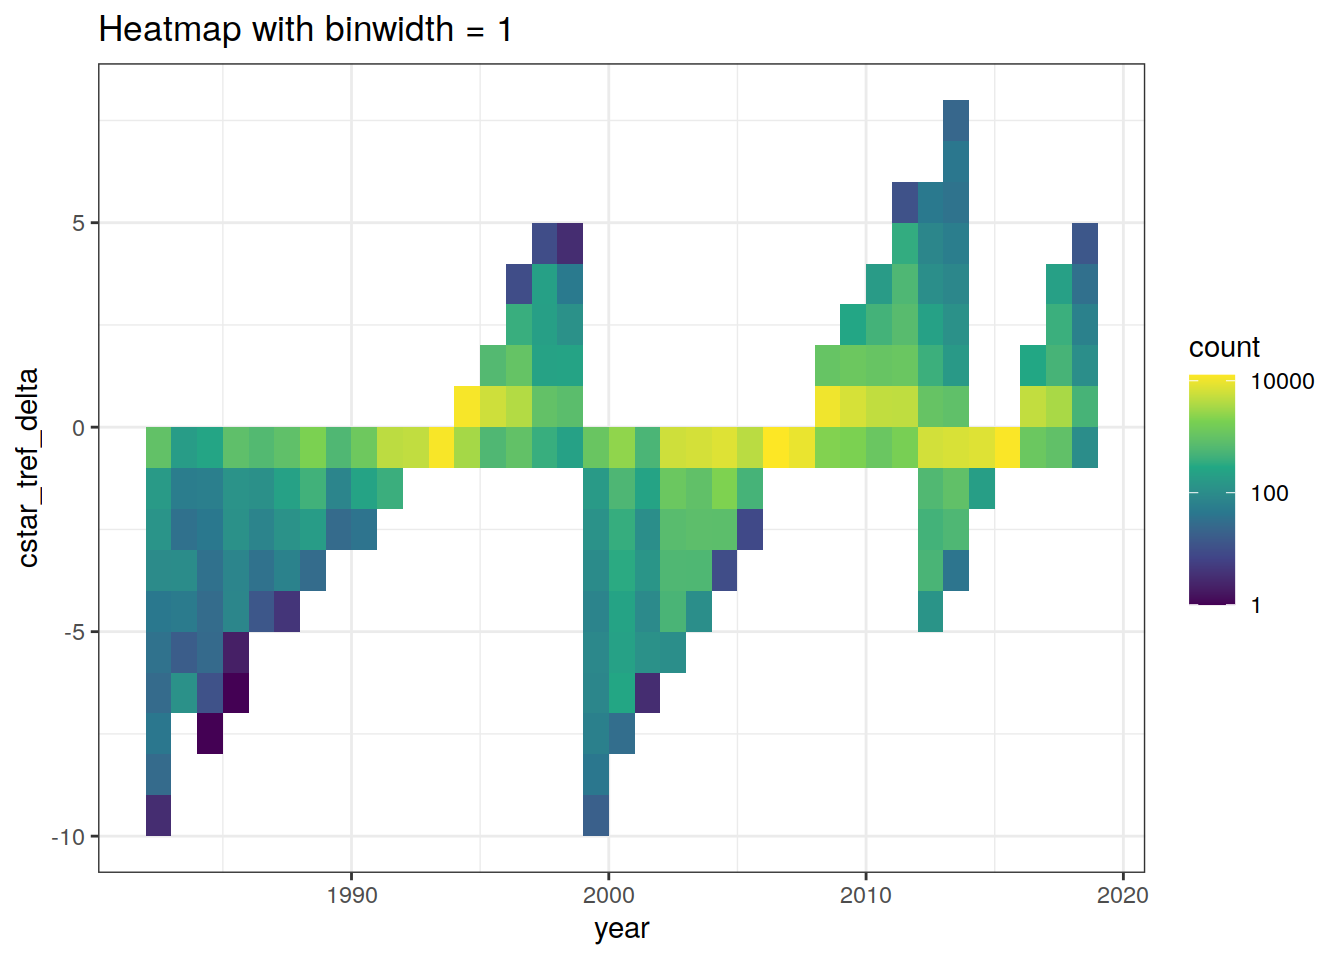 Heatmap with binwidth = 1
cstar_tref_delta
5
0
-5
-10
1990
2000
2010
2020
year
count
10000
100
1